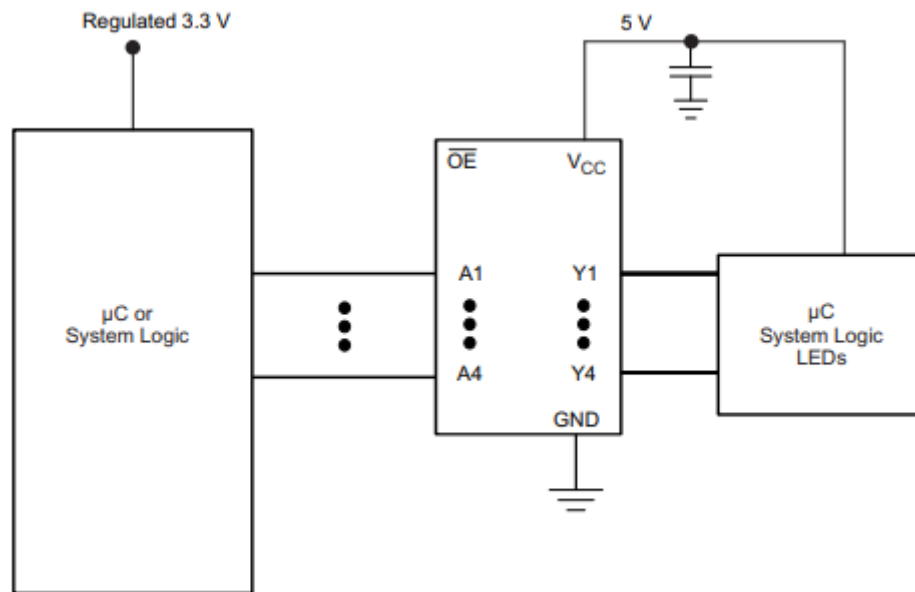 Regulated 3.3 V
5 V
OE
VCC
µC or
System Logic
A1
Y1
A4
Y4
GND
µC
System Logic
LEDs